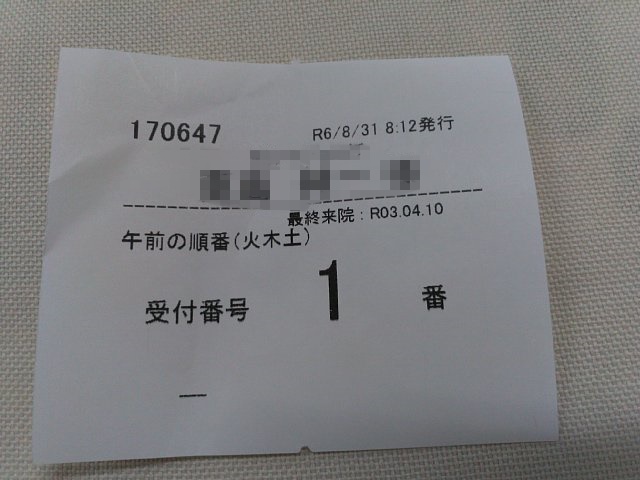 170647 R6/8/31 8:12発行
最終来院：R03.04.10
午前の順番(火木土)
受付番号 1 番